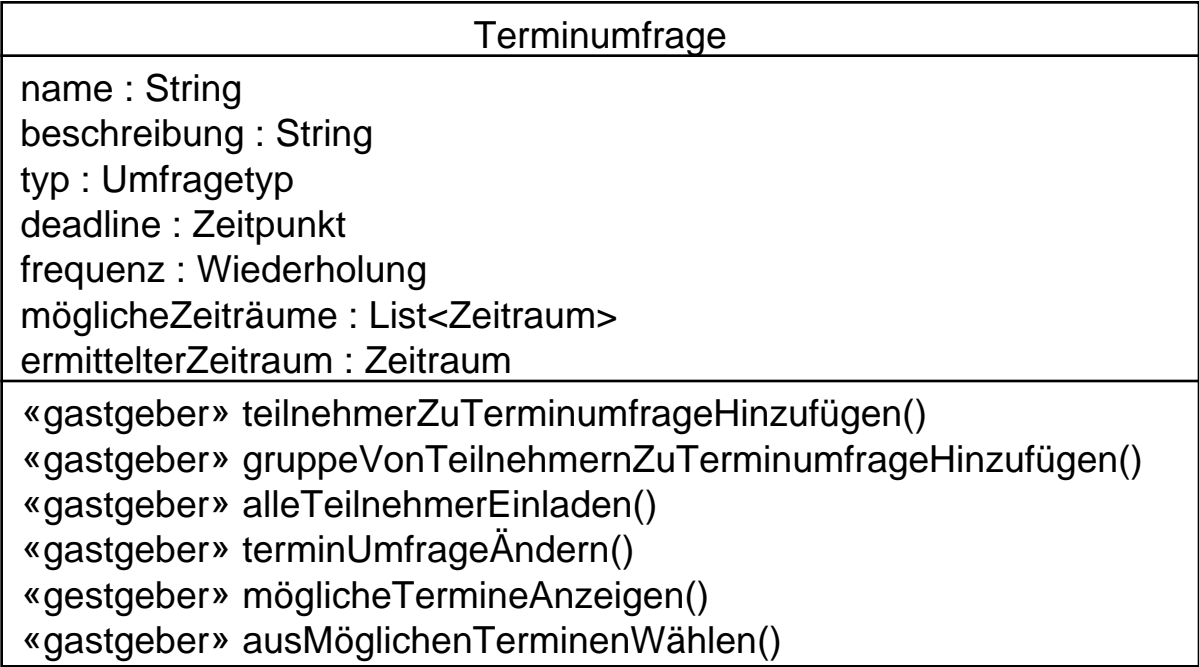 Terminumfrage
name : String
beschreibung : String
typ : Umfragetyp
deadline : Zeitpunkt
frequenz : Wiederholung
möglicheZeiträume : List<Zeitraum>
ermittelterZeitraum : Zeitraum
«gastgeber» teilnehmerZuTerminumfrageHinzufügen()
«gastgeber» gruppeVonTeilnehmernZuTerminumfrageHinzufügen()
«gastgeber» alleTeilnehmerEinladen()
«gastgeber» terminUmfrageÄndern()
«gestgeber» möglicheTermineAnzeigen()
«gastgeber» ausMöglichenTerminenWählen()